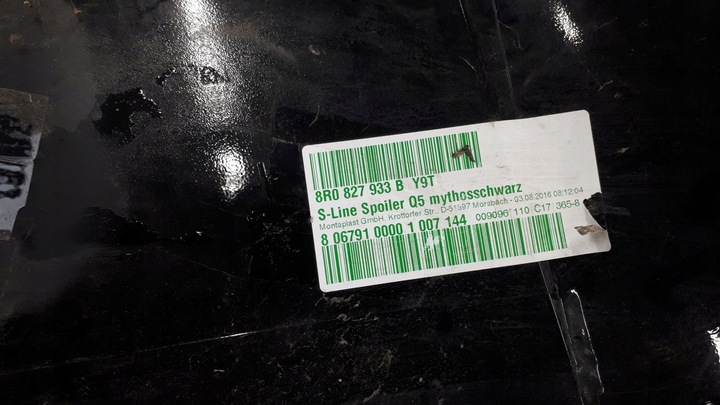 8R0 827 933 B Y9T
S-Line Spoiler Q5 mythosschwarz
Montaplast GmbH, Krottorfer.Str., D-51597 Morsbach - 03.08.2016 08:12:04
8 06791 0000 1 007 144 009096 110 C17 365-8